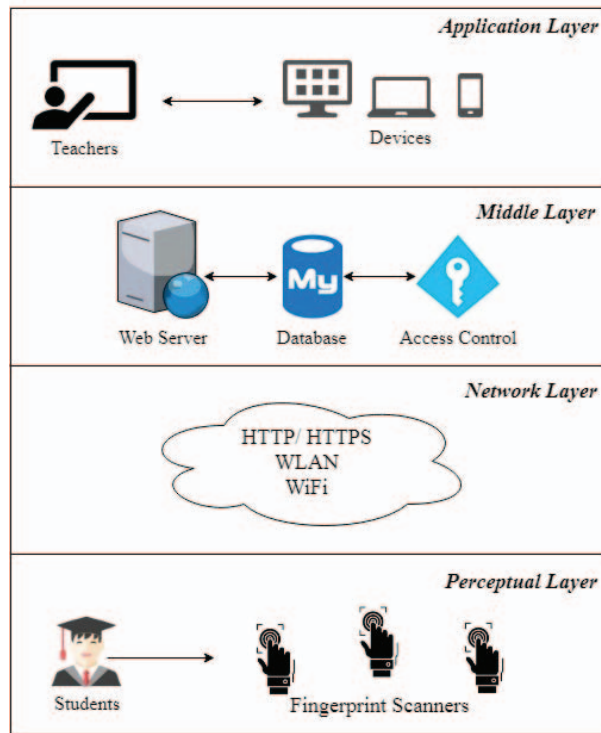 Application Layer
Teachers
Devices
Middle Layer
My
Web Server
Database
Access Control
Network Layer
HTTP/ HTTPS
WLAN
WiFi
Perceptual Layer
Students
Fingerprint Scanners